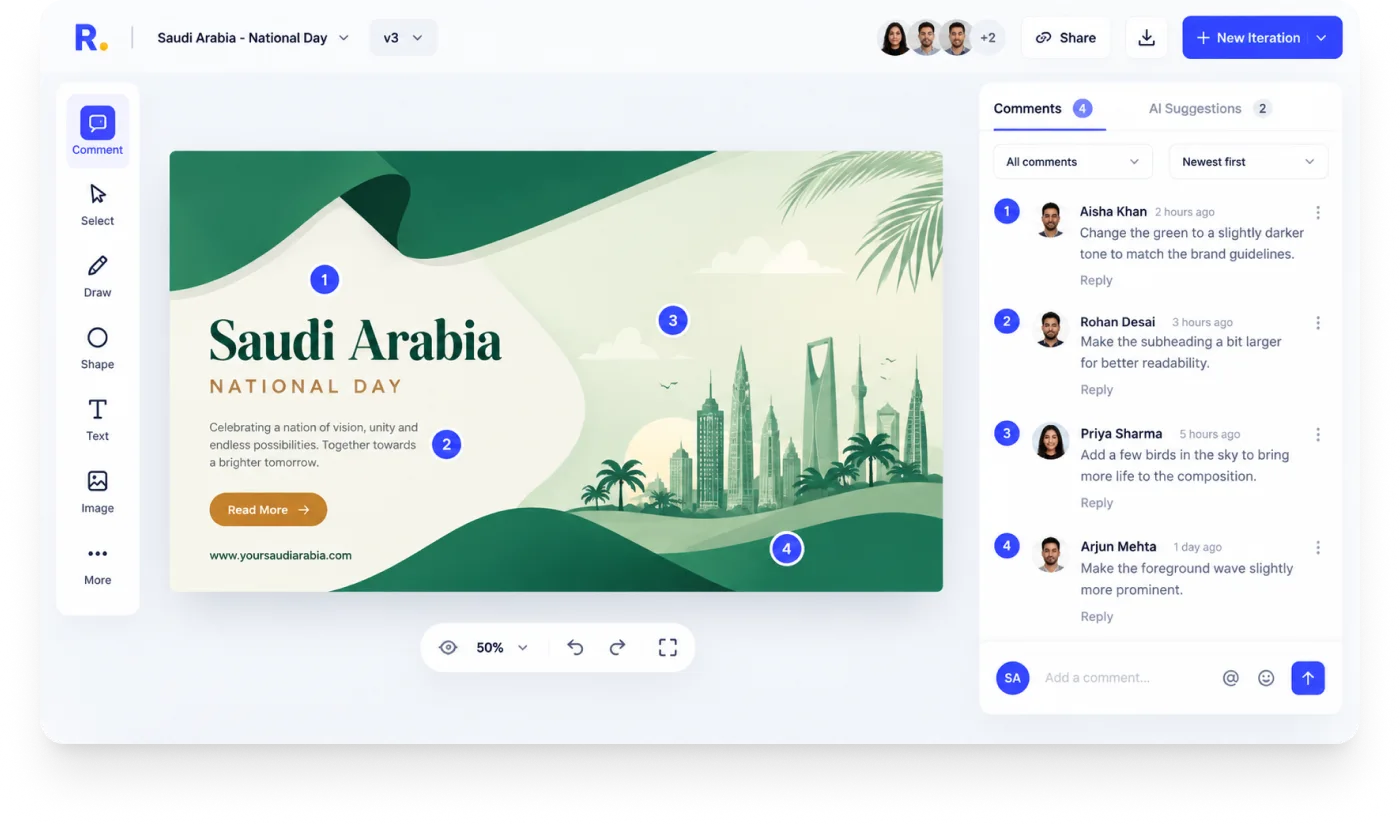 R.
Saudi Arabia - National Day
v3
+2
Share
New Iteration
Comment
Select
Draw
Shape
Text
Image
More
1
Saudi Arabia
NATIONAL DAY
Celebrating a nation of vision, unity and
endless possibilities. Together towards
a brighter tomorrow.
2
Read More
www.yoursaudiarabia.com
3
4
50%
Comments 4
AI Suggestions 2
All comments
Newest first
1
Aisha Khan 2 hours ago
Change the green to a slightly darker
tone to match the brand guidelines.
Reply
2
Rohan Desai 3 hours ago
Make the subheading a bit larger
for better readability.
Reply
3
Priya Sharma 5 hours ago
Add a few birds in the sky to bring
more life to the composition.
Reply
4
Arjun Mehta 1 day ago
Make the foreground wave slightly
more prominent.
Reply
SA
Add a comment...
@